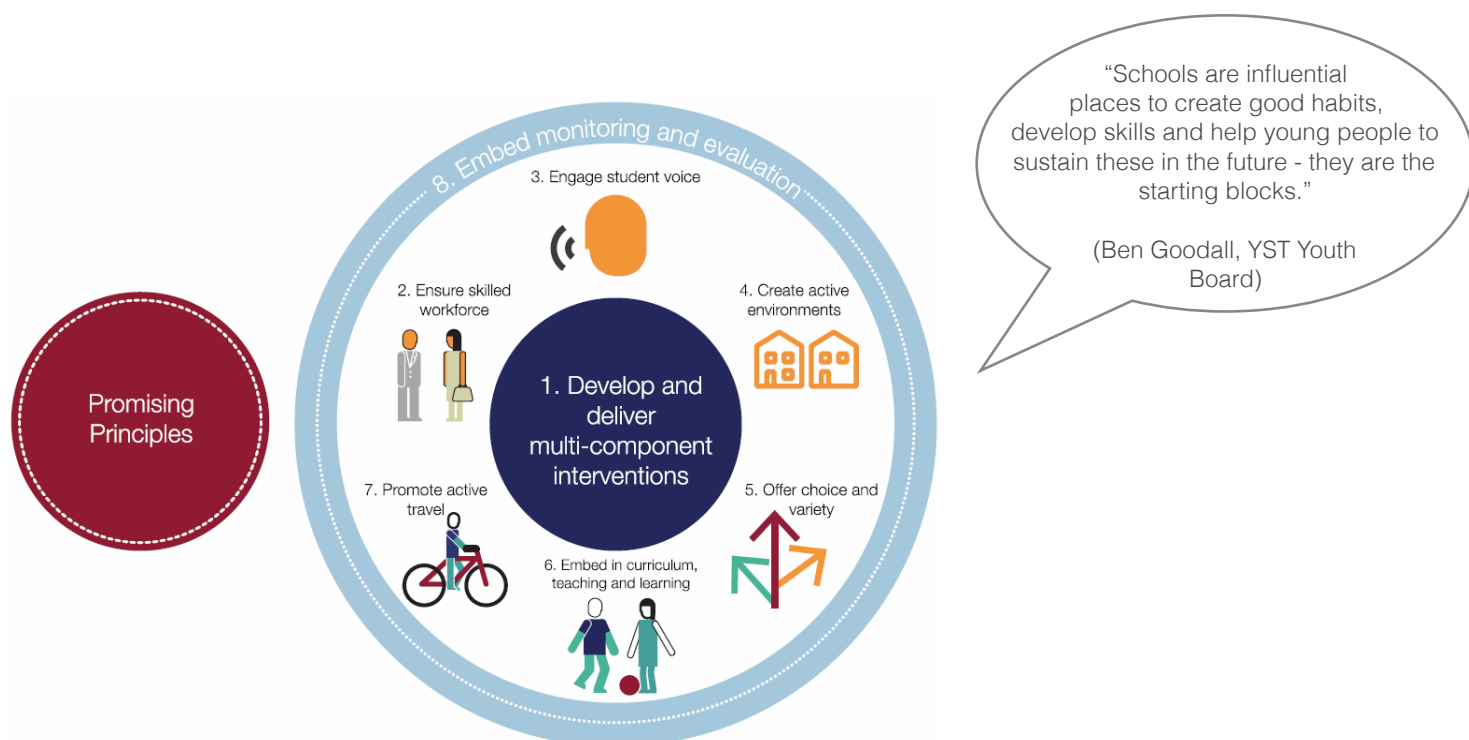 Promising
Principles
8. Embed monitoring and evaluation
3. Engage student voice
2. Ensure skilled
workforce
4. Create active
environments
1. Develop and
deliver
multi-component
interventions
7. Promote active
travel
5. Offer choice and
variety
6. Embed in curriculum,
teaching and learning
“Schools are influential
places to create good habits,
develop skills and help young people to
sustain these in the future - they are the
starting blocks.”
(Ben Goodall, YST Youth
Board)